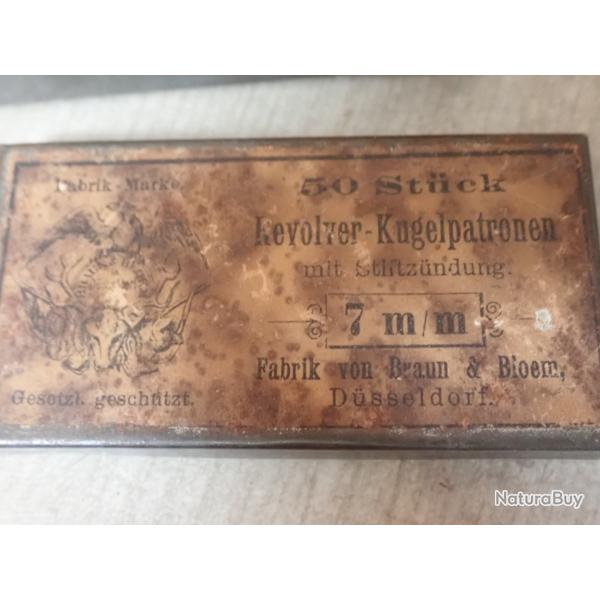 Fabrik-Marke.
Gesetzl. geschützt.
50 Stück
Revolver-Kugelpatronen
mit Stiftzündung.
7 m/m
Fabrik von Braun & Bloem,
Düsseldorf.
NaturaBuy